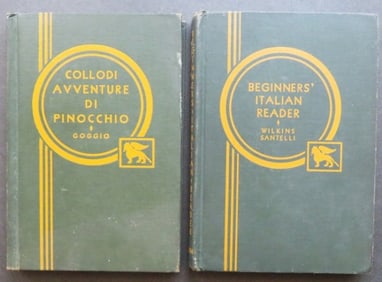 COLLODI
AVVENTURE
DI
PINOCCHIO
GOGGIO
BEGINNERS'
ITALIAN
READER
WILKINS
SANTELLI